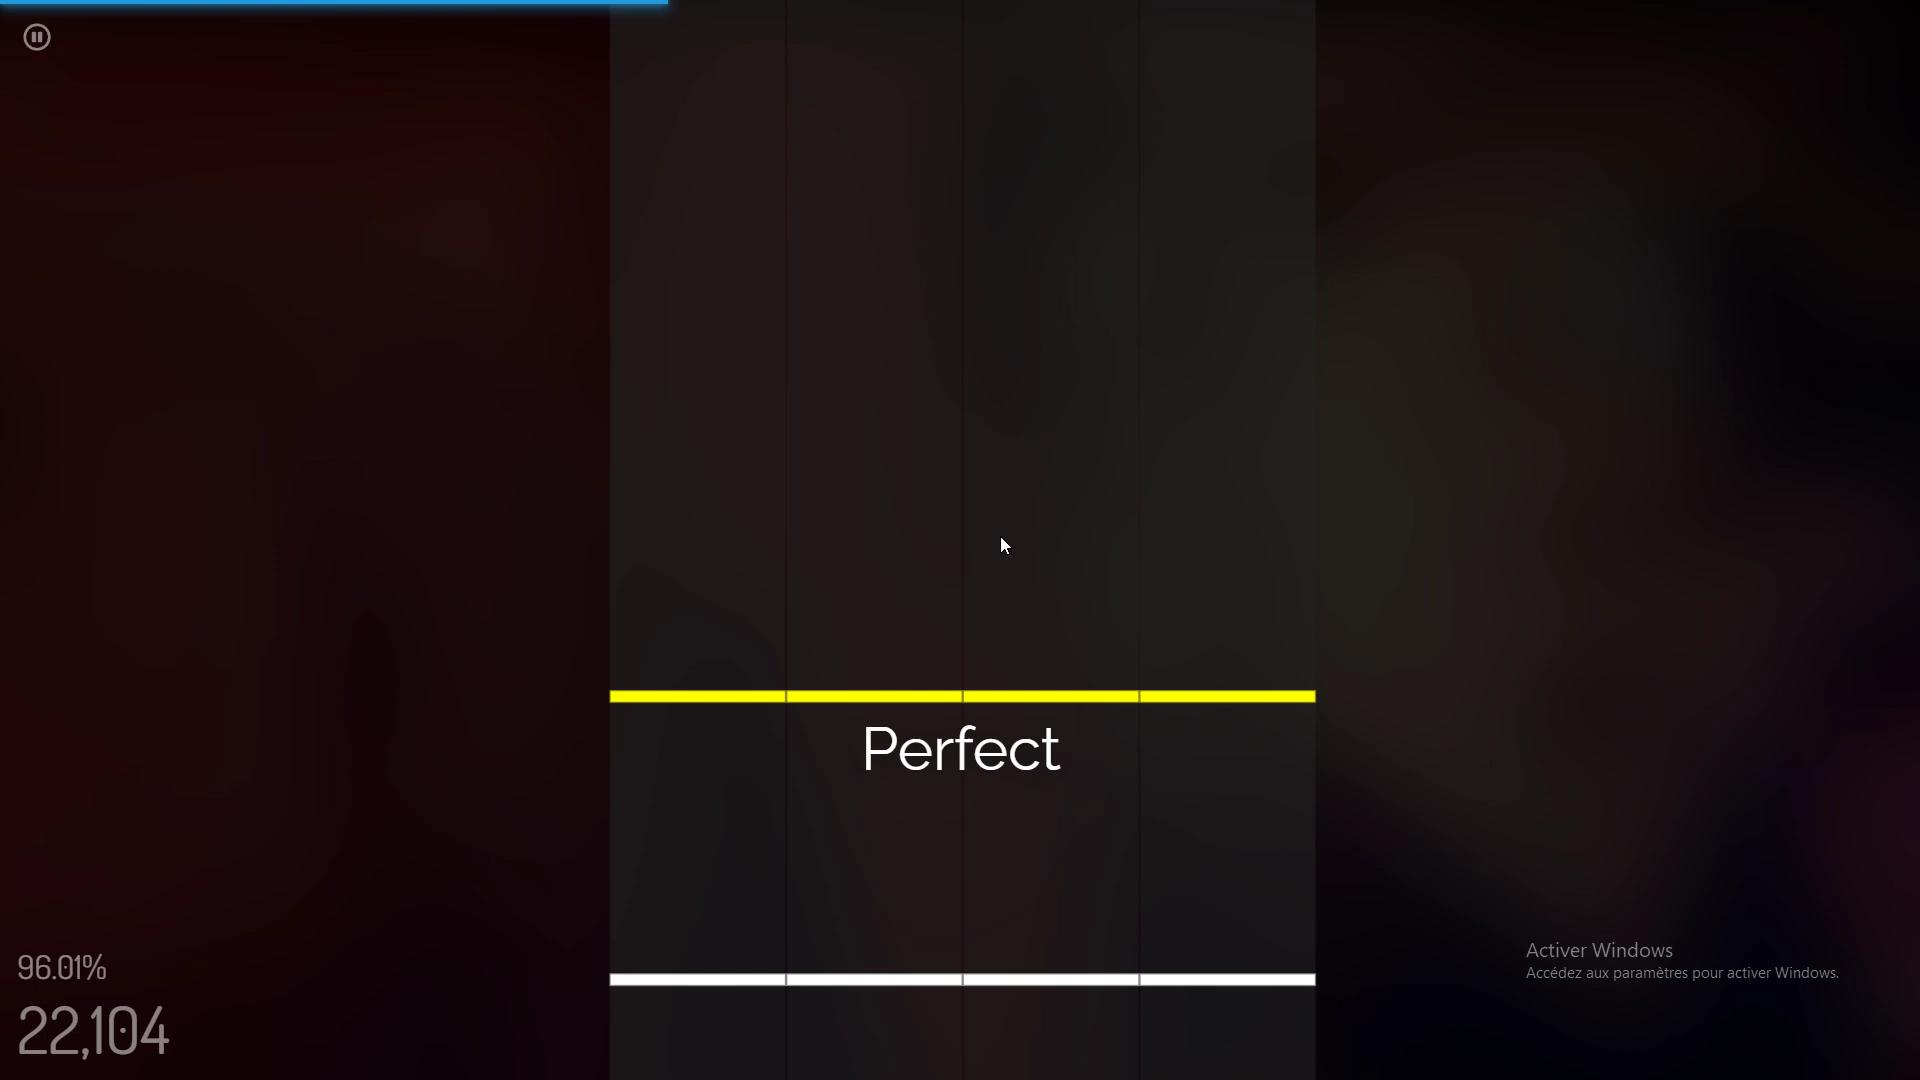 Perfect
96.01%
22,104
Activer Windows
Accédez aux paramètres pour activer Windows.